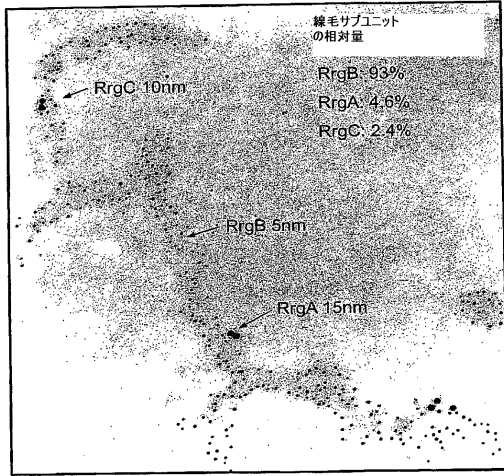 線毛サブユニット
の相対量
RrgB: 93%
RrgA: 4.6%
RrgC: 2.4%
RrgC 10nm
RrgB 5nm
RrgA 15nm